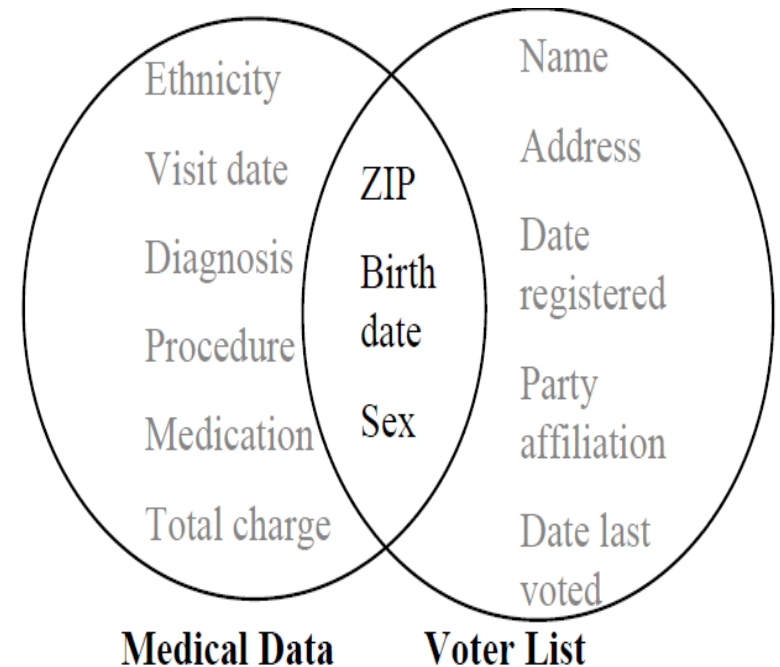 Ethnicity
Visit date
Diagnosis
Procedure
Medication
Total charge
ZIP
Birth
date
Sex
Name
Address
Date
registered
Party
affiliation
Date last
voted
Medical Data
Voter List